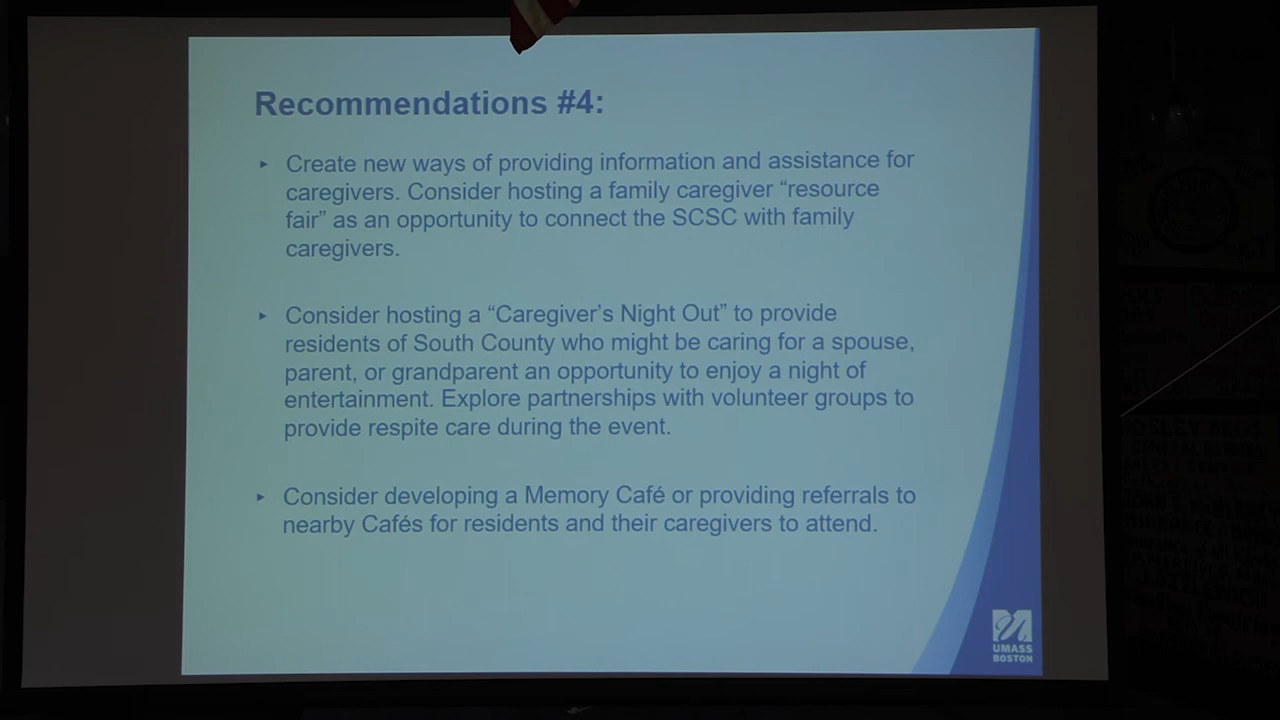 Recommendations #4:
▸ Create new ways of providing information and assistance for
caregivers. Consider hosting a family caregiver “resource
fair” as an opportunity to connect the SCSC with family
caregivers.
▸ Consider hosting a “Caregiver’s Night Out” to provide
residents of South County who might be caring for a spouse,
parent, or grandparent an opportunity to enjoy a night of
entertainment. Explore partnerships with volunteer groups to
provide respite care during the event.
▸ Consider developing a Memory Café or providing referrals to
nearby Cafés for residents and their caregivers to attend.
UMASS
BOSTON